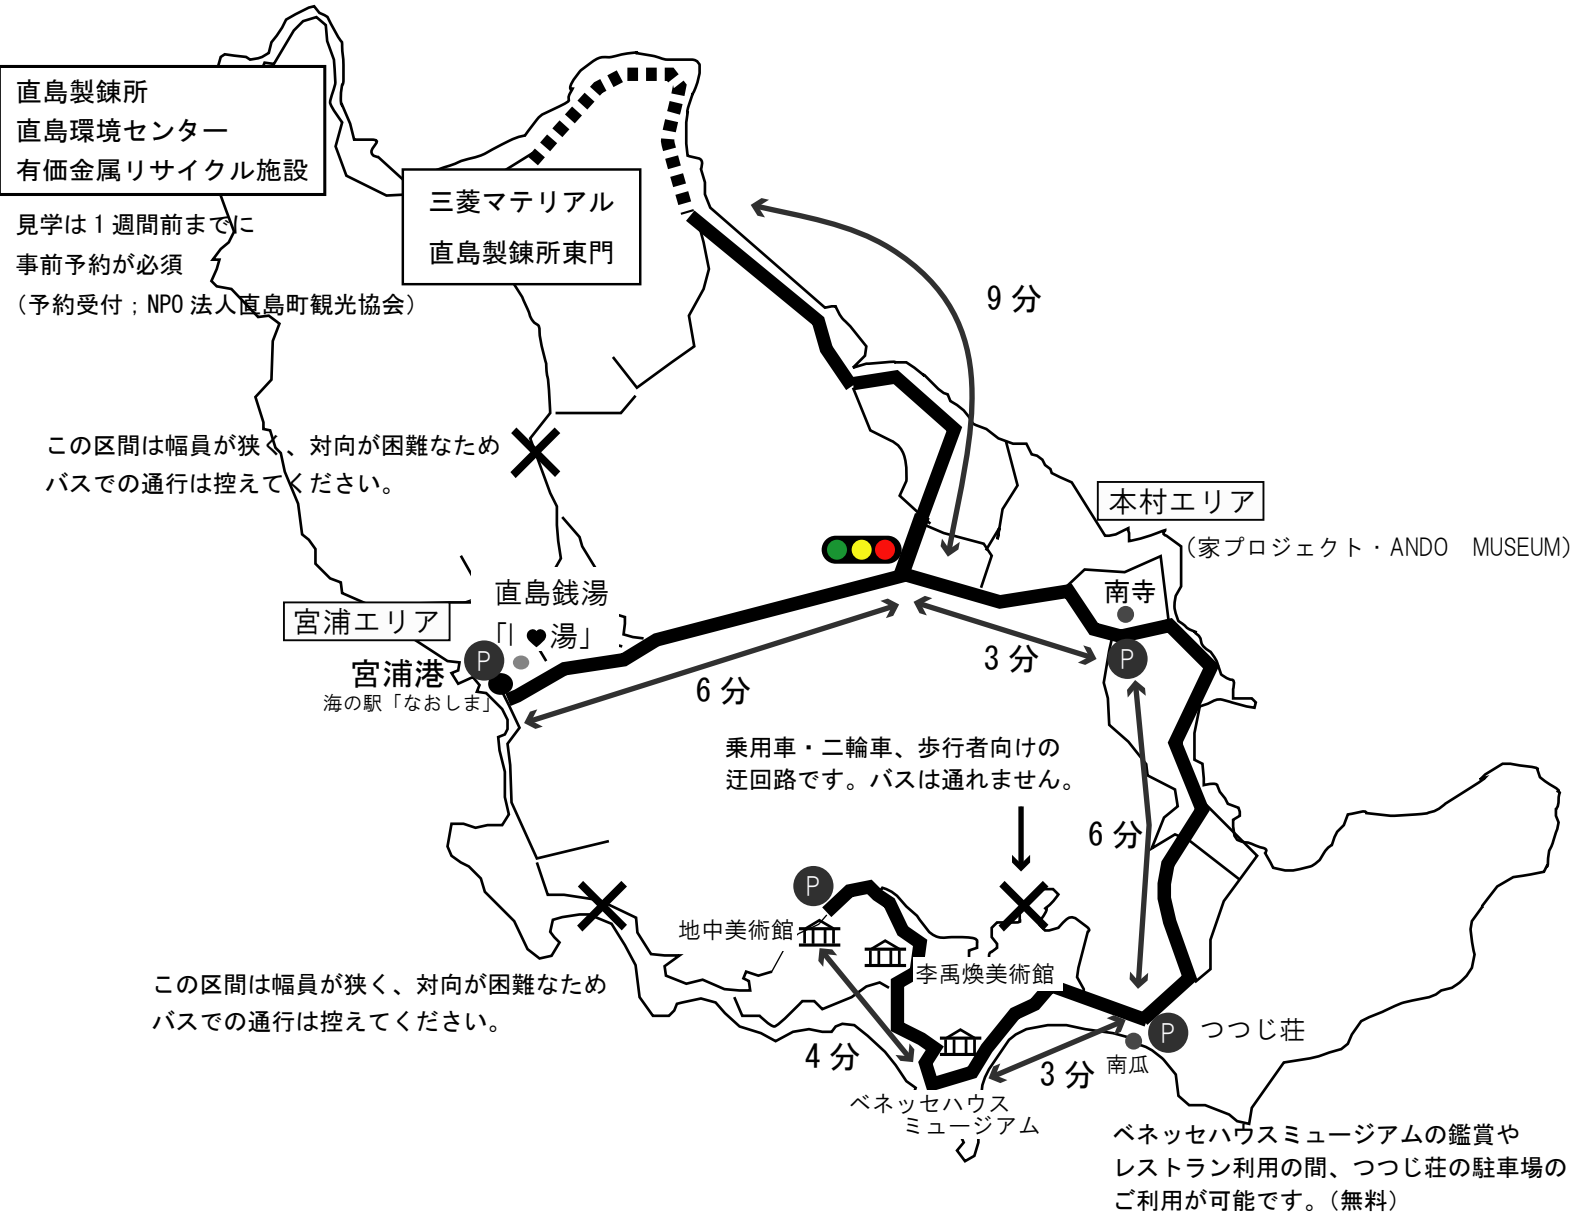 直島製錬所
直島環境センター
有価金属リサイクル施設
見学は1週間前までに
事前予約が必須
（予約受付；NPO法人直島町観光協会）
三菱マテリアル
直島製錬所東門
9分
この区間は幅員が狭く、対向が困難なため
バスでの通行は控えてください。
本村エリア
（家プロジェクト・ANDO　MUSEUM）
南寺
P
直島銭湯
「I♥湯」
宮浦エリア
P
宮浦港
海の駅「なおしま」
6分
3分
乗用車・二輪車、歩行者向けの
迂回路です。バスは通れません。
6分
P
地中美術館
李禹煥美術館
この区間は幅員が狭く、対向が困難なため
バスでの通行は控えてください。
4分
3分
P
つつじ荘
南瓜
ベネッセハウス
ミュージアム
ベネッセハウスミュージアムの鑑賞や
レストラン利用の間、つつじ荘の駐車場の
ご利用が可能です。（無料）